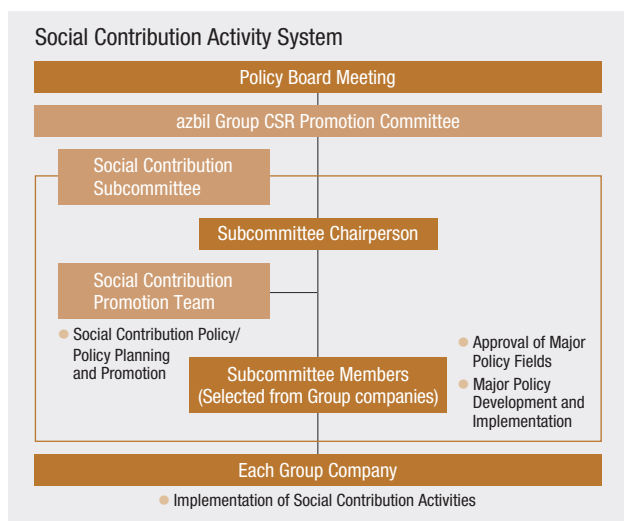 Social Contribution Activity System
Policy Board Meeting
azbil Group CSR Promotion Committee
Social Contribution
Subcommittee
Subcommittee Chairperson
Social Contribution
Promotion Team
Social Contribution Policy/
Policy Planning
and Promotion
Subcommittee Members
(Selected from Group companies)
Approval of Major
Policy Fields
Major Policy
Development and
Implementation
Each Group Company
Implementation of Social Contribution Activities